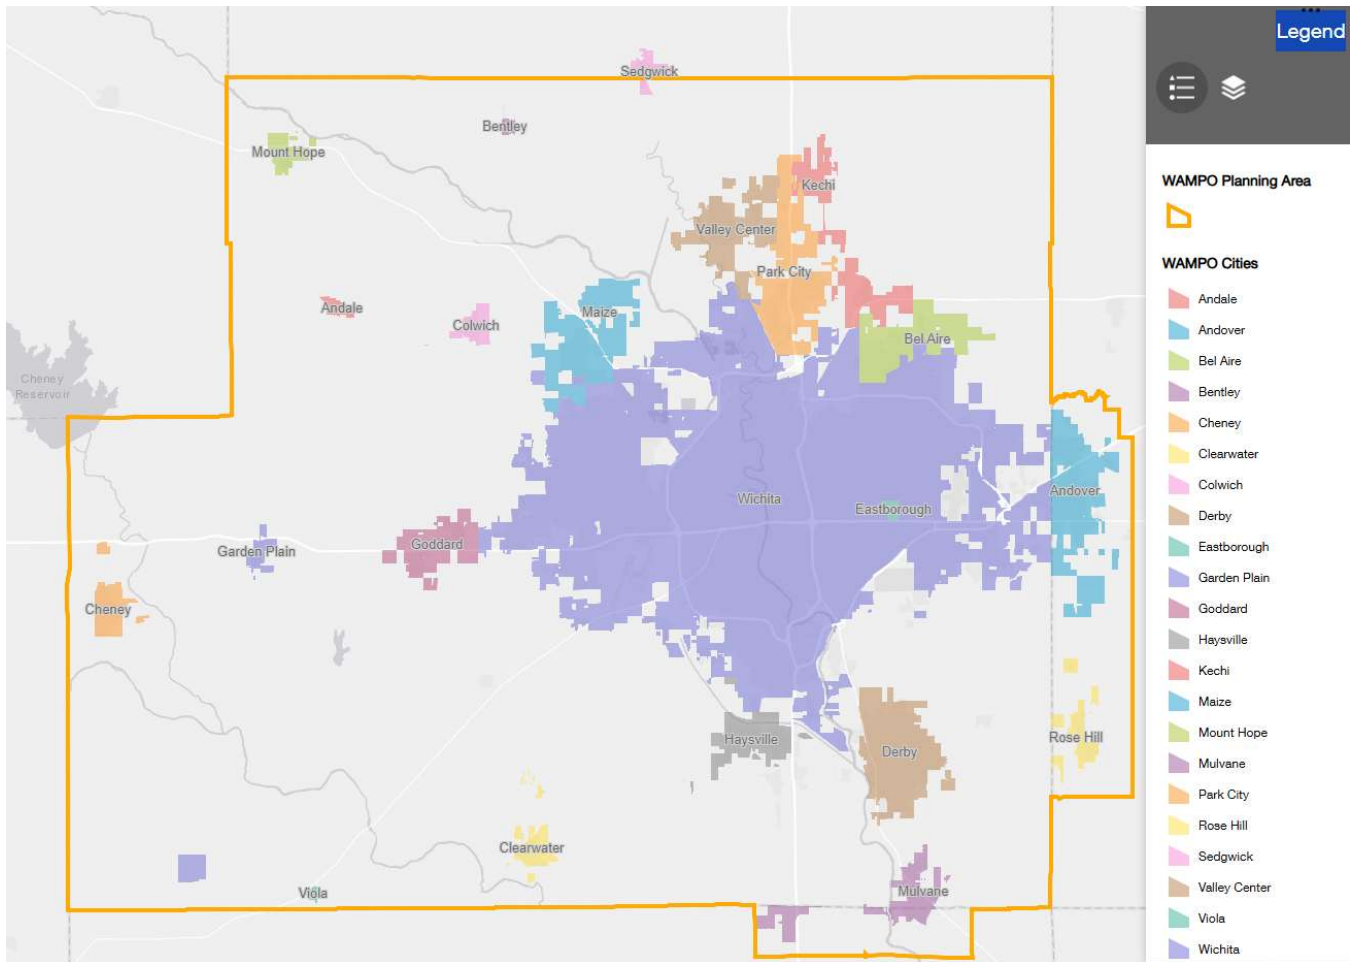 Legend
Sedgwick
Bentley
Mount Hope
Kechi
Valley Center
Park City
Andale
Colwich
Maize
Bel Aire
Cheney
Reservoir
Wichita
Eastborough
Andover
Garden Plain
Goddard
Cheney
Haysville
Derby
Rose Hill
Clearwater
Viola
Mulvane
WAMPO Planning Area
WAMPO Cities
Andale
Andover
Bel Aire
Bentley
Cheney
Clearwater
Colwich
Derby
Eastborough
Garden Plain
Goddard
Haysville
Kechi
Maize
Mount Hope
Mulvane
Park City
Rose Hill
Sedgwick
Valley Center
Viola
Wichita